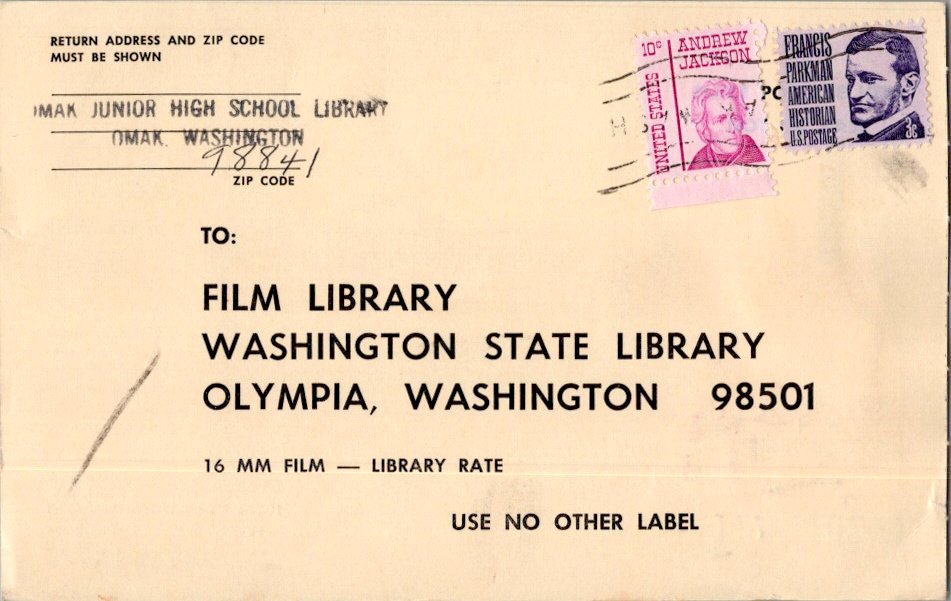 RETURN ADDRESS AND ZIP CODE
MUST BE SHOWN
OMAK JUNIOR HIGH SCHOOL LIBRARY
OMAK, WASHINGTON
98841
ZIP CODE
10¢ ANDREW
JACKSON
UNITED STATES
PO
FRANCIS
PARKMAN
AMERICAN
HISTORIAN
U.S. POSTAGE
3¢
TO:
FILM LIBRARY
WASHINGTON STATE LIBRARY
OLYMPIA, WASHINGTON 98501
16 MM FILM — LIBRARY RATE
USE NO OTHER LABEL